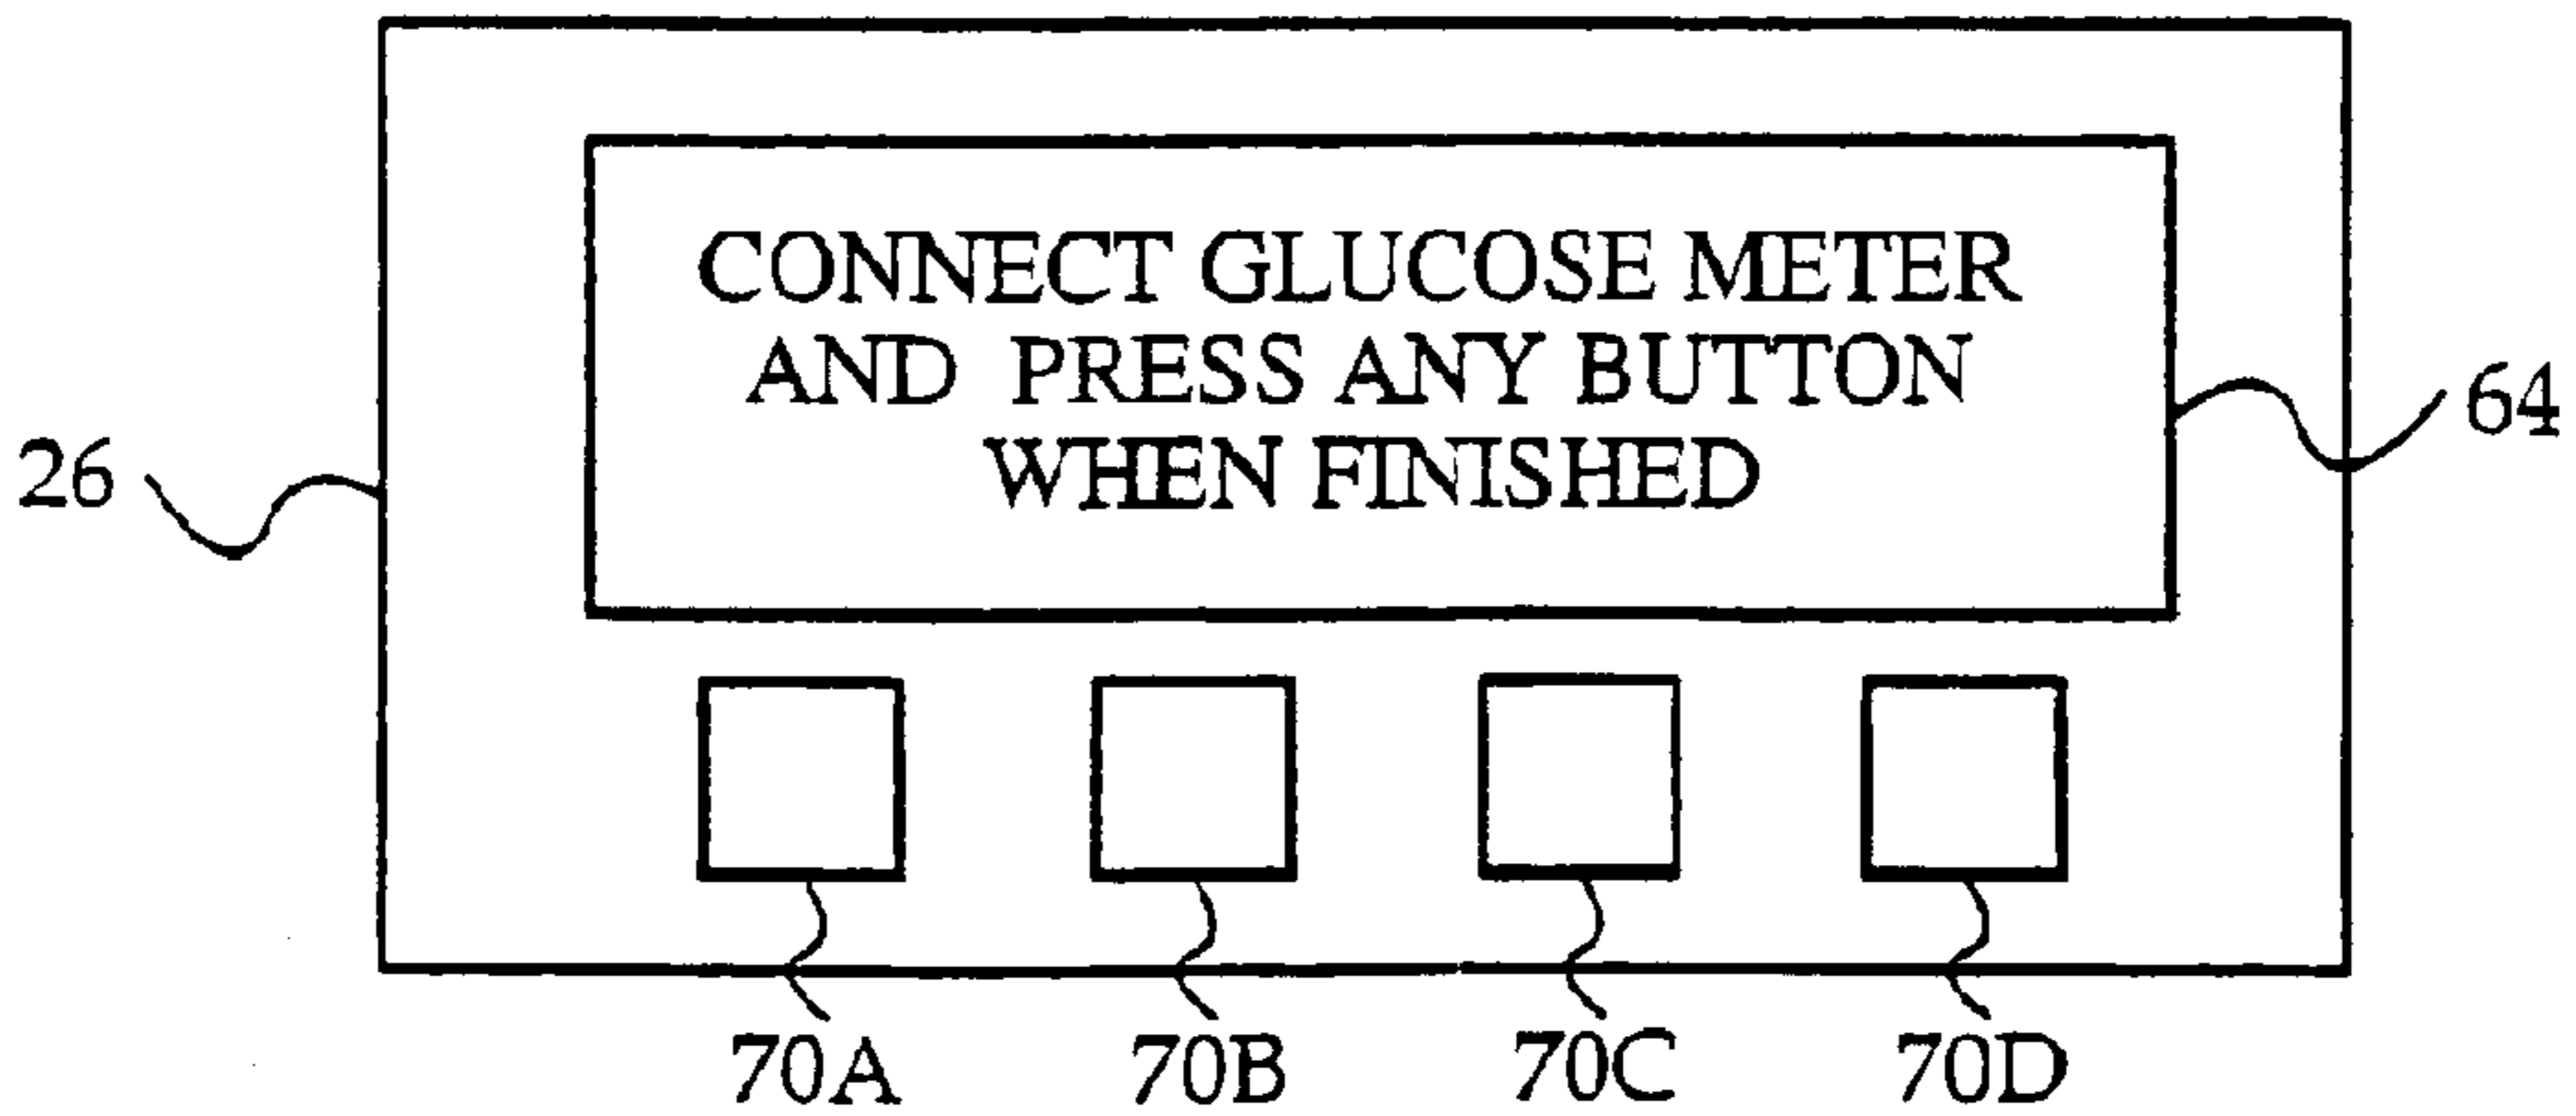 CONNECT GLUCOSE METER
AND PRESS ANY BUTTON
WHEN FINISHED
64
26
70A 70B 70C 70D